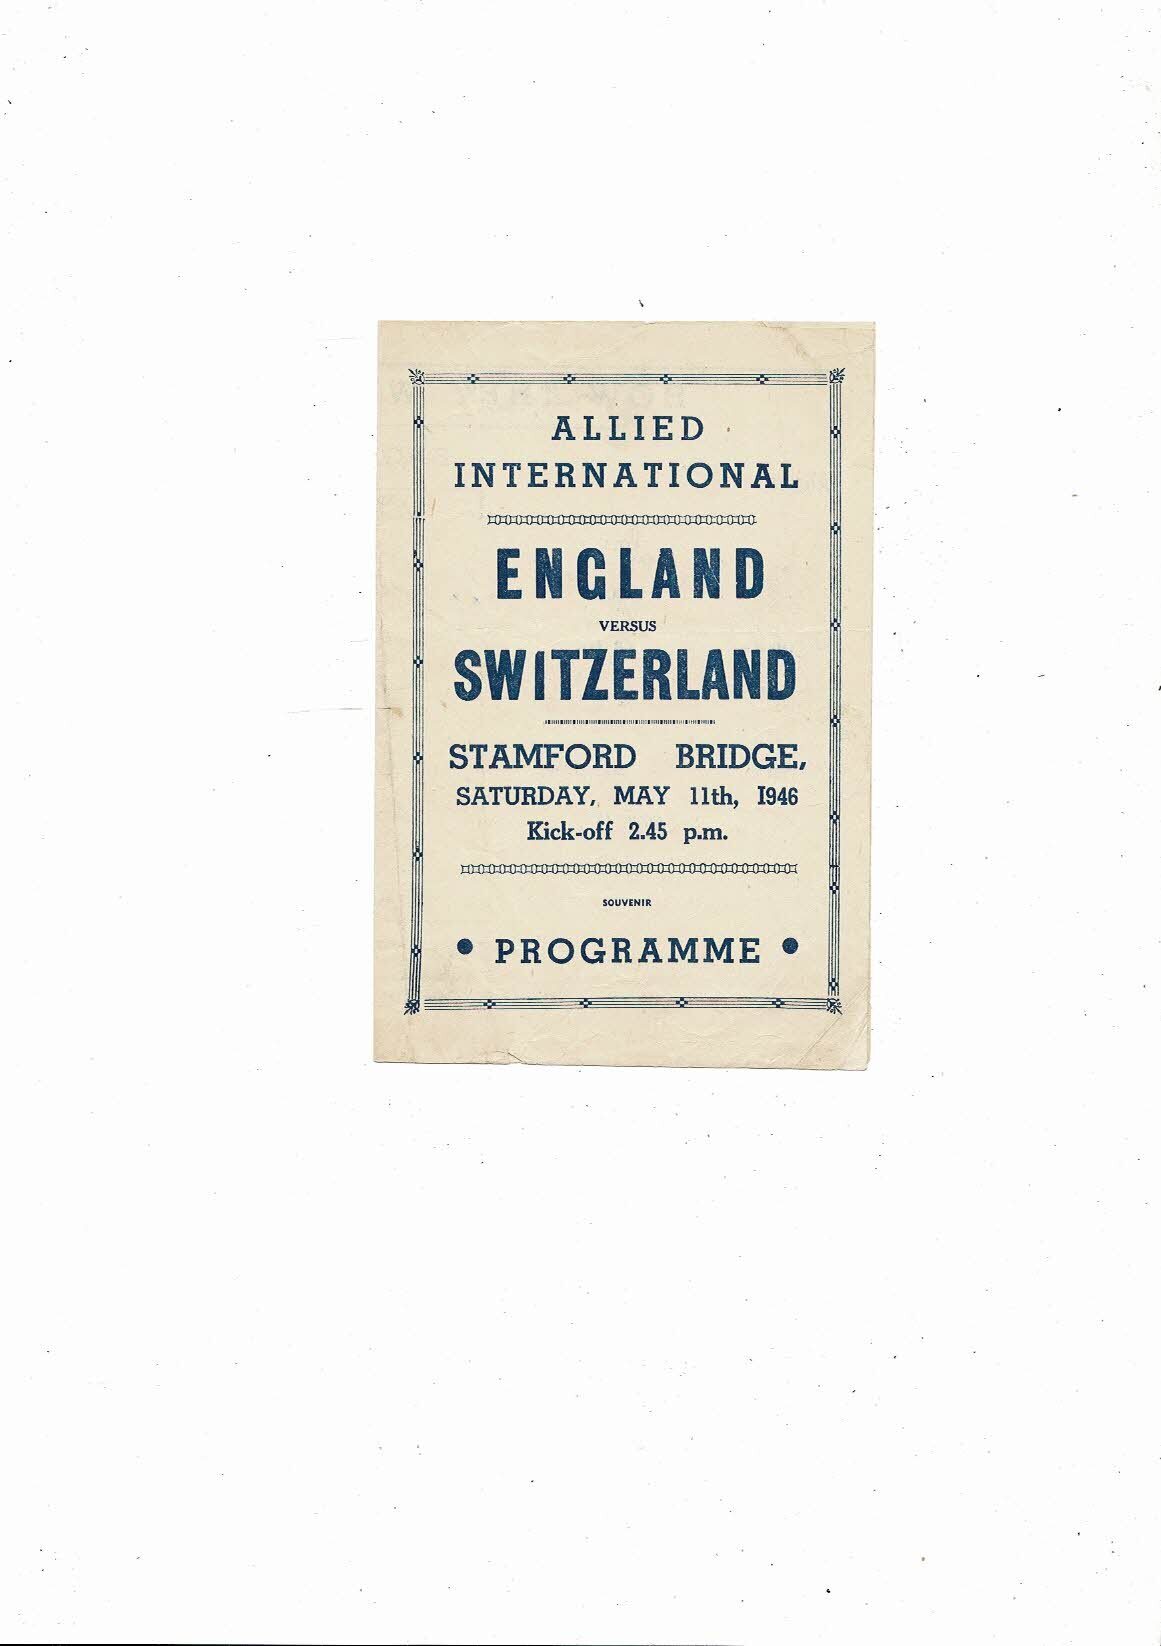 ALLIED
INTERNATIONAL
ENGLAND
VERSUS
SWITZERLAND
STAMFORD BRIDGE,
SATURDAY, MAY 11th, 1946
Kick-off 2.45 p.m.
SOUVENIR
• PROGRAMME •